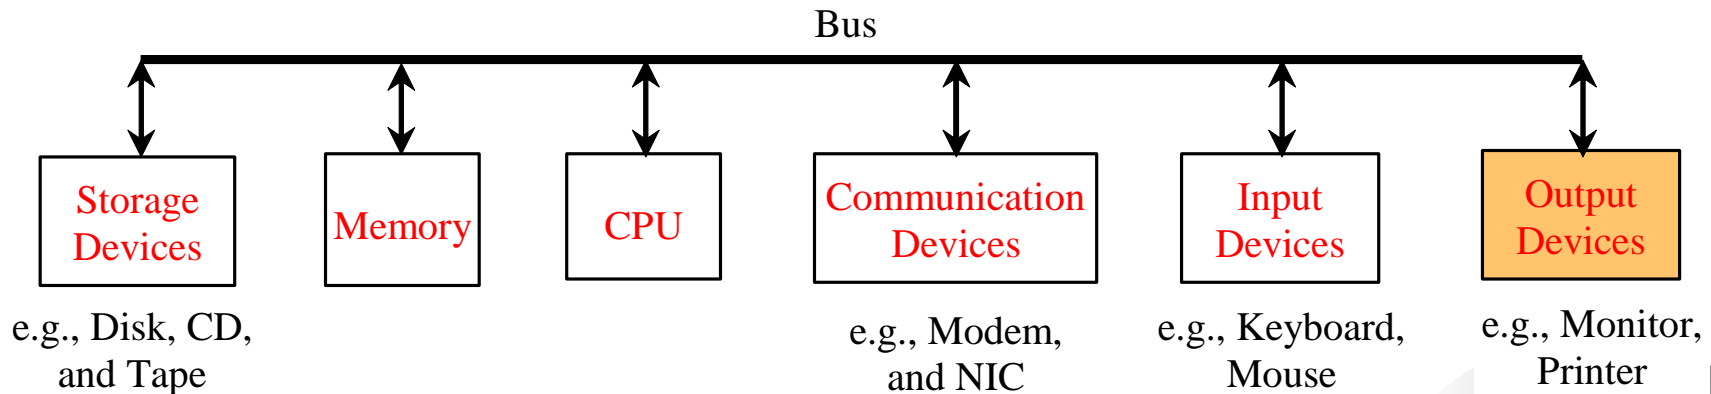 Bus
Storage
Devices
Memory
CPU
Communication
Devices
Input
Devices
Output
Devices
e.g., Disk, CD,
and Tape
e.g., Modem,
and NIC
e.g., Keyboard,
Mouse
e.g., Monitor,
Printer